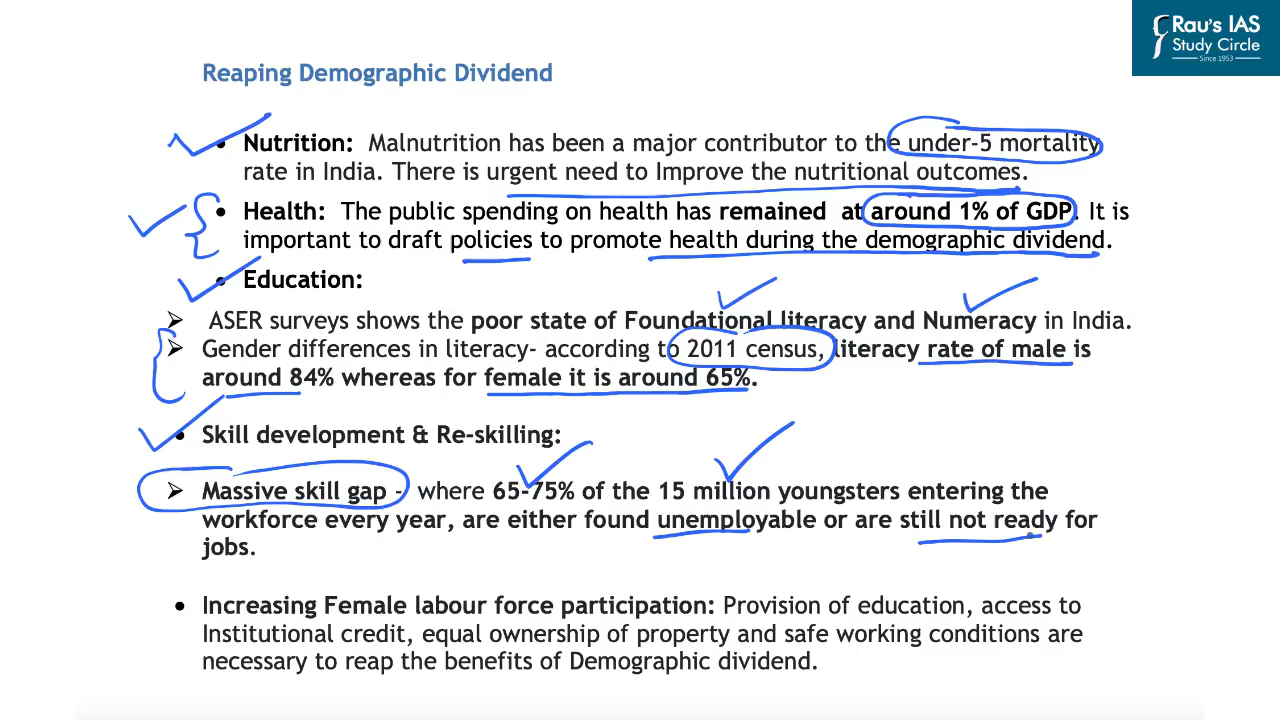 Rau's IAS
Study Circle
Since 1953
Reaping Demographic Dividend
• Nutrition: Malnutrition has been a major contributor to the under-5 mortality
rate in India. There is urgent need to Improve the nutritional outcomes.
• Health: The public spending on health has remained at around 1% of GDP. It is
important to draft policies to promote health during the demographic dividend.
• Education:
➢ ASER surveys shows the poor state of Foundational literacy and Numeracy in India.
➢ Gender differences in literacy- according to 2011 census, literacy rate of male is
around 84% whereas for female it is around 65%.
• Skill development & Re-skilling:
➢ Massive skill gap - where 65-75% of the 15 million youngsters entering the
workforce every year, are either found unemployable or are still not ready for
jobs.
• Increasing Female labour force participation: Provision of education, access to
Institutional credit, equal ownership of property and safe working conditions are
necessary to reap the benefits of Demographic dividend.